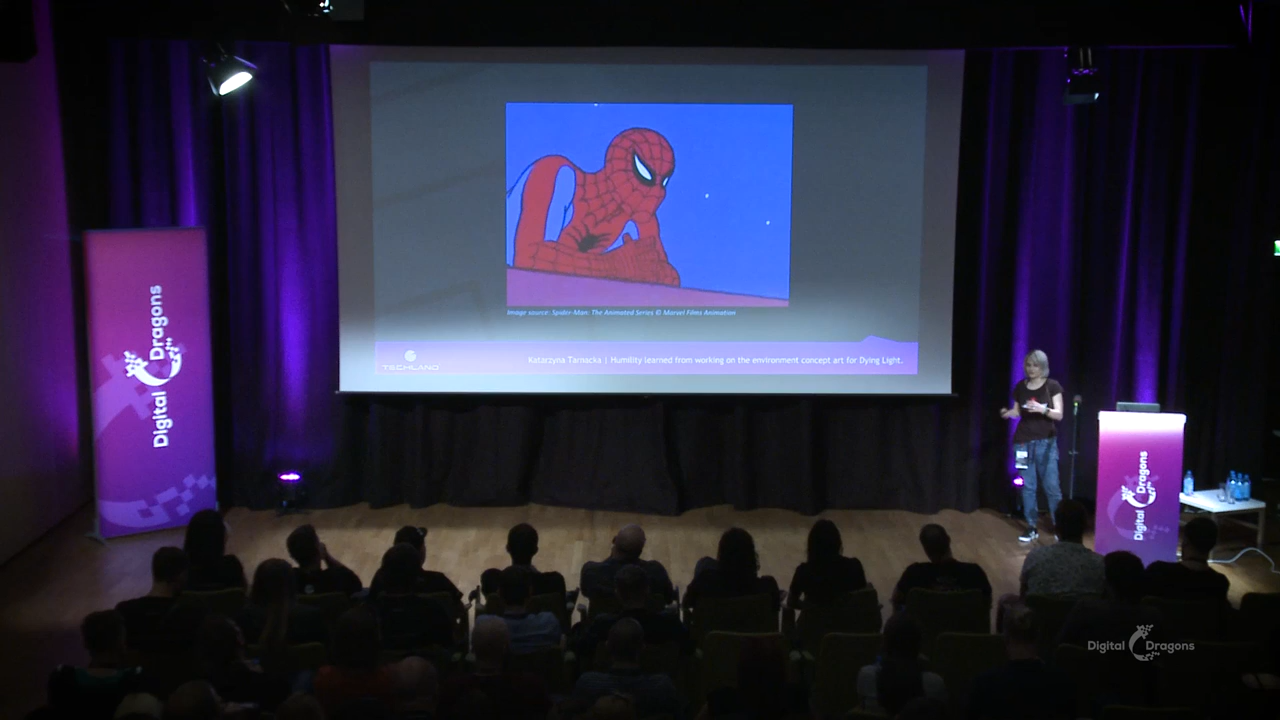 Image source: Spider-Man: The Animated Series © Marvel Films Animation
TECHLAND
Katarzyna Tarnacka | Humility learned from working on the environment concept art for Dying Light.
Digital Dragons
Digital Dragons
Digital Dragons